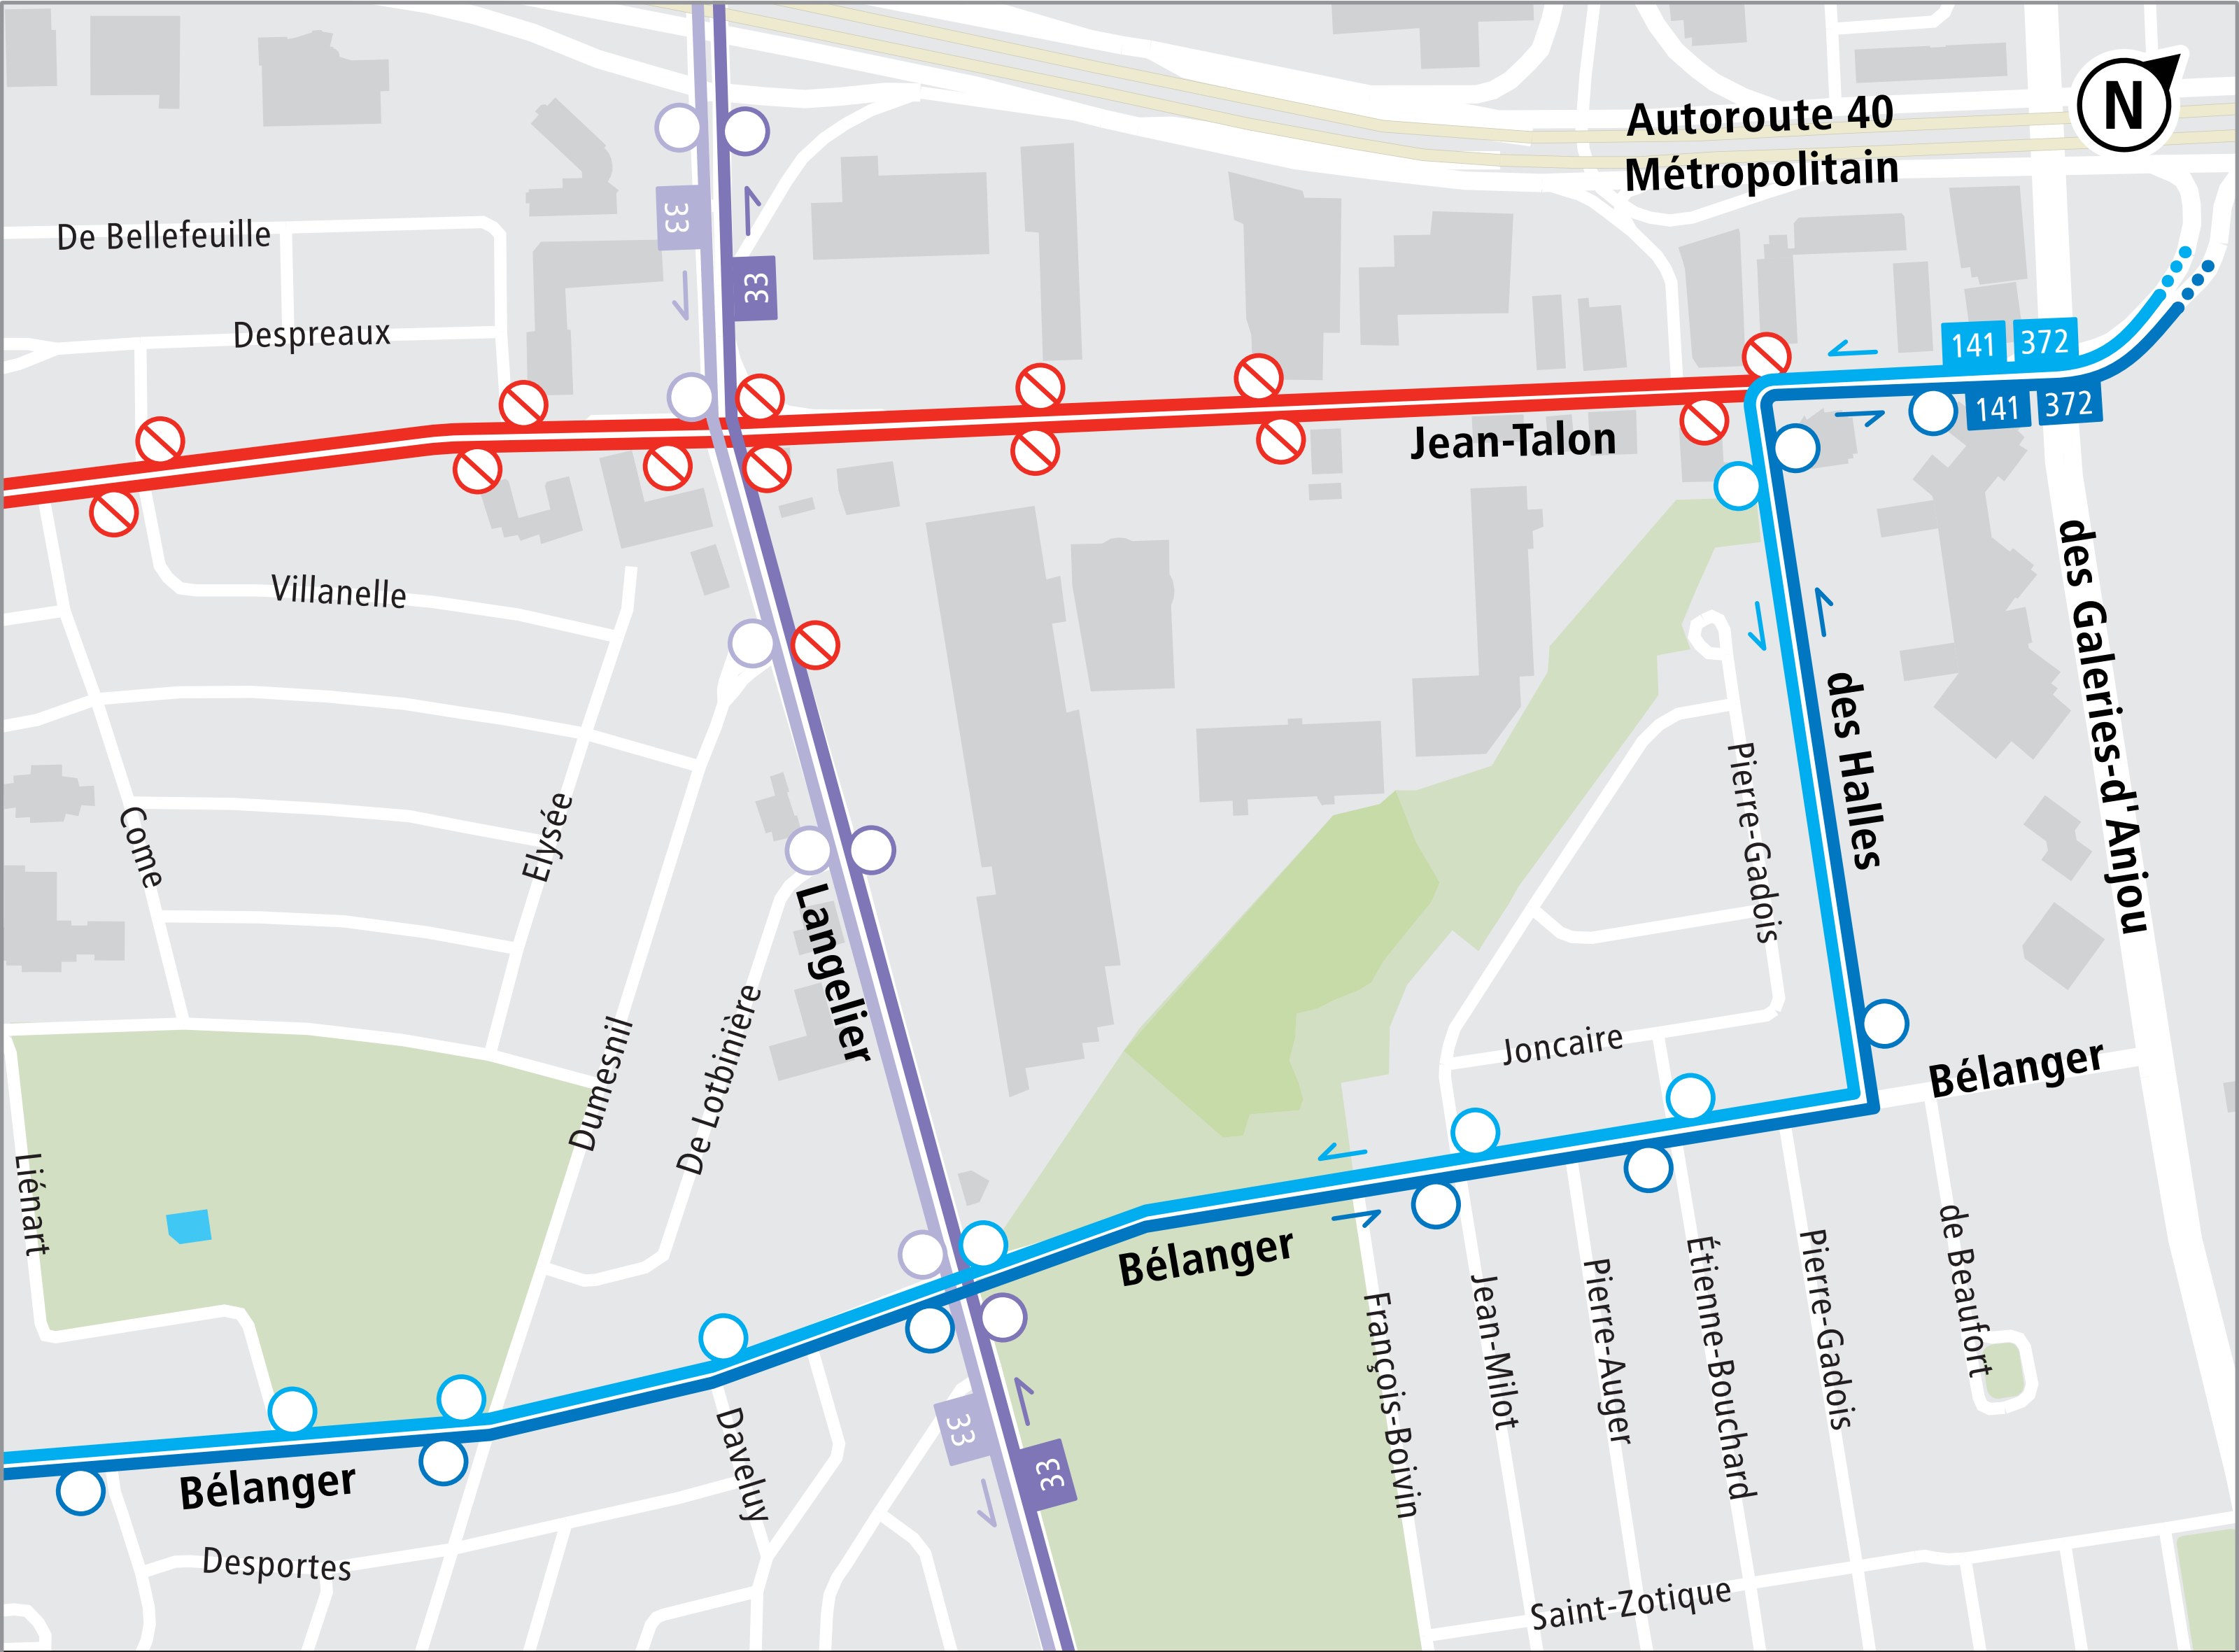 Autoroute 40
Métropolitain
N
33
De Bellefeuille
33
Despreaux
141 372
141 372
Jean-Talon
Villanelle
des Galeries-d'Anjou
des Halles
Pierre-Gadois
Come
Elysée
Langelier
De Lotbinière
Dumesnil
Joncaire
Bélanger
Liénart
Bélanger
de Beaufort
Pierre-Gadois
Étienne-Bouchard
Pierre-Auger
Jean-Milot
François-Boivin
33
33
Daveluy
Bélanger
Desportes
Saint-Zotique